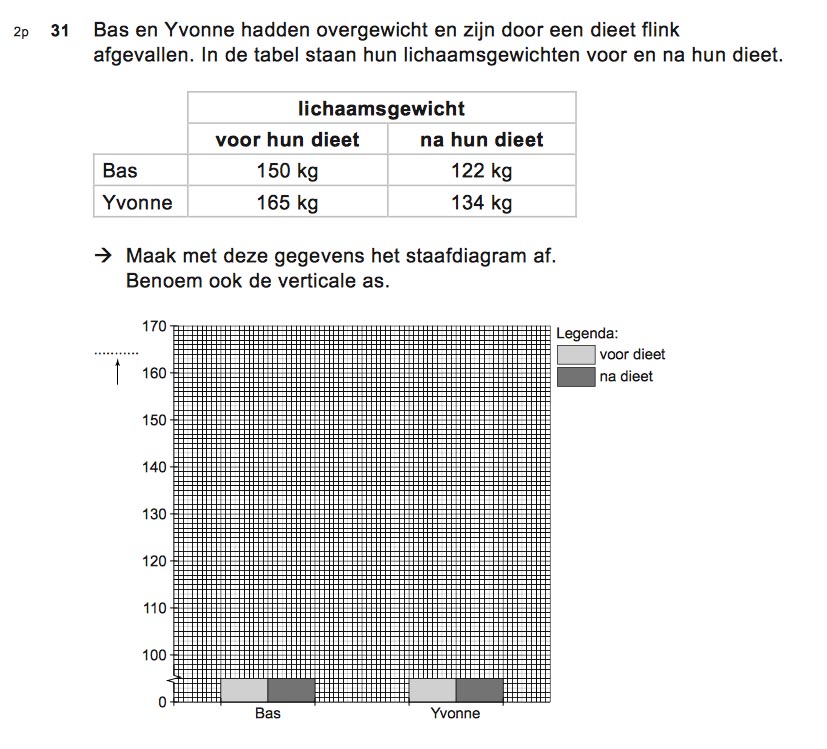 2p 31 Bas en Yvonne hadden overgewicht en zijn door een dieet flink
afgevallen. In de tabel staan hun lichaamsgewichten voor en na hun dieet.
lichaamsgewicht
voor hun dieet na hun dieet
Bas 150 kg 122 kg
Yvonne 165 kg 134 kg
→ Maak met deze gegevens het staafdiagram af.
Benoem ook de verticale as.
170
160
150
140
130
120
110
100
0
Bas Yvonne
Legenda:
voor dieet
na dieet